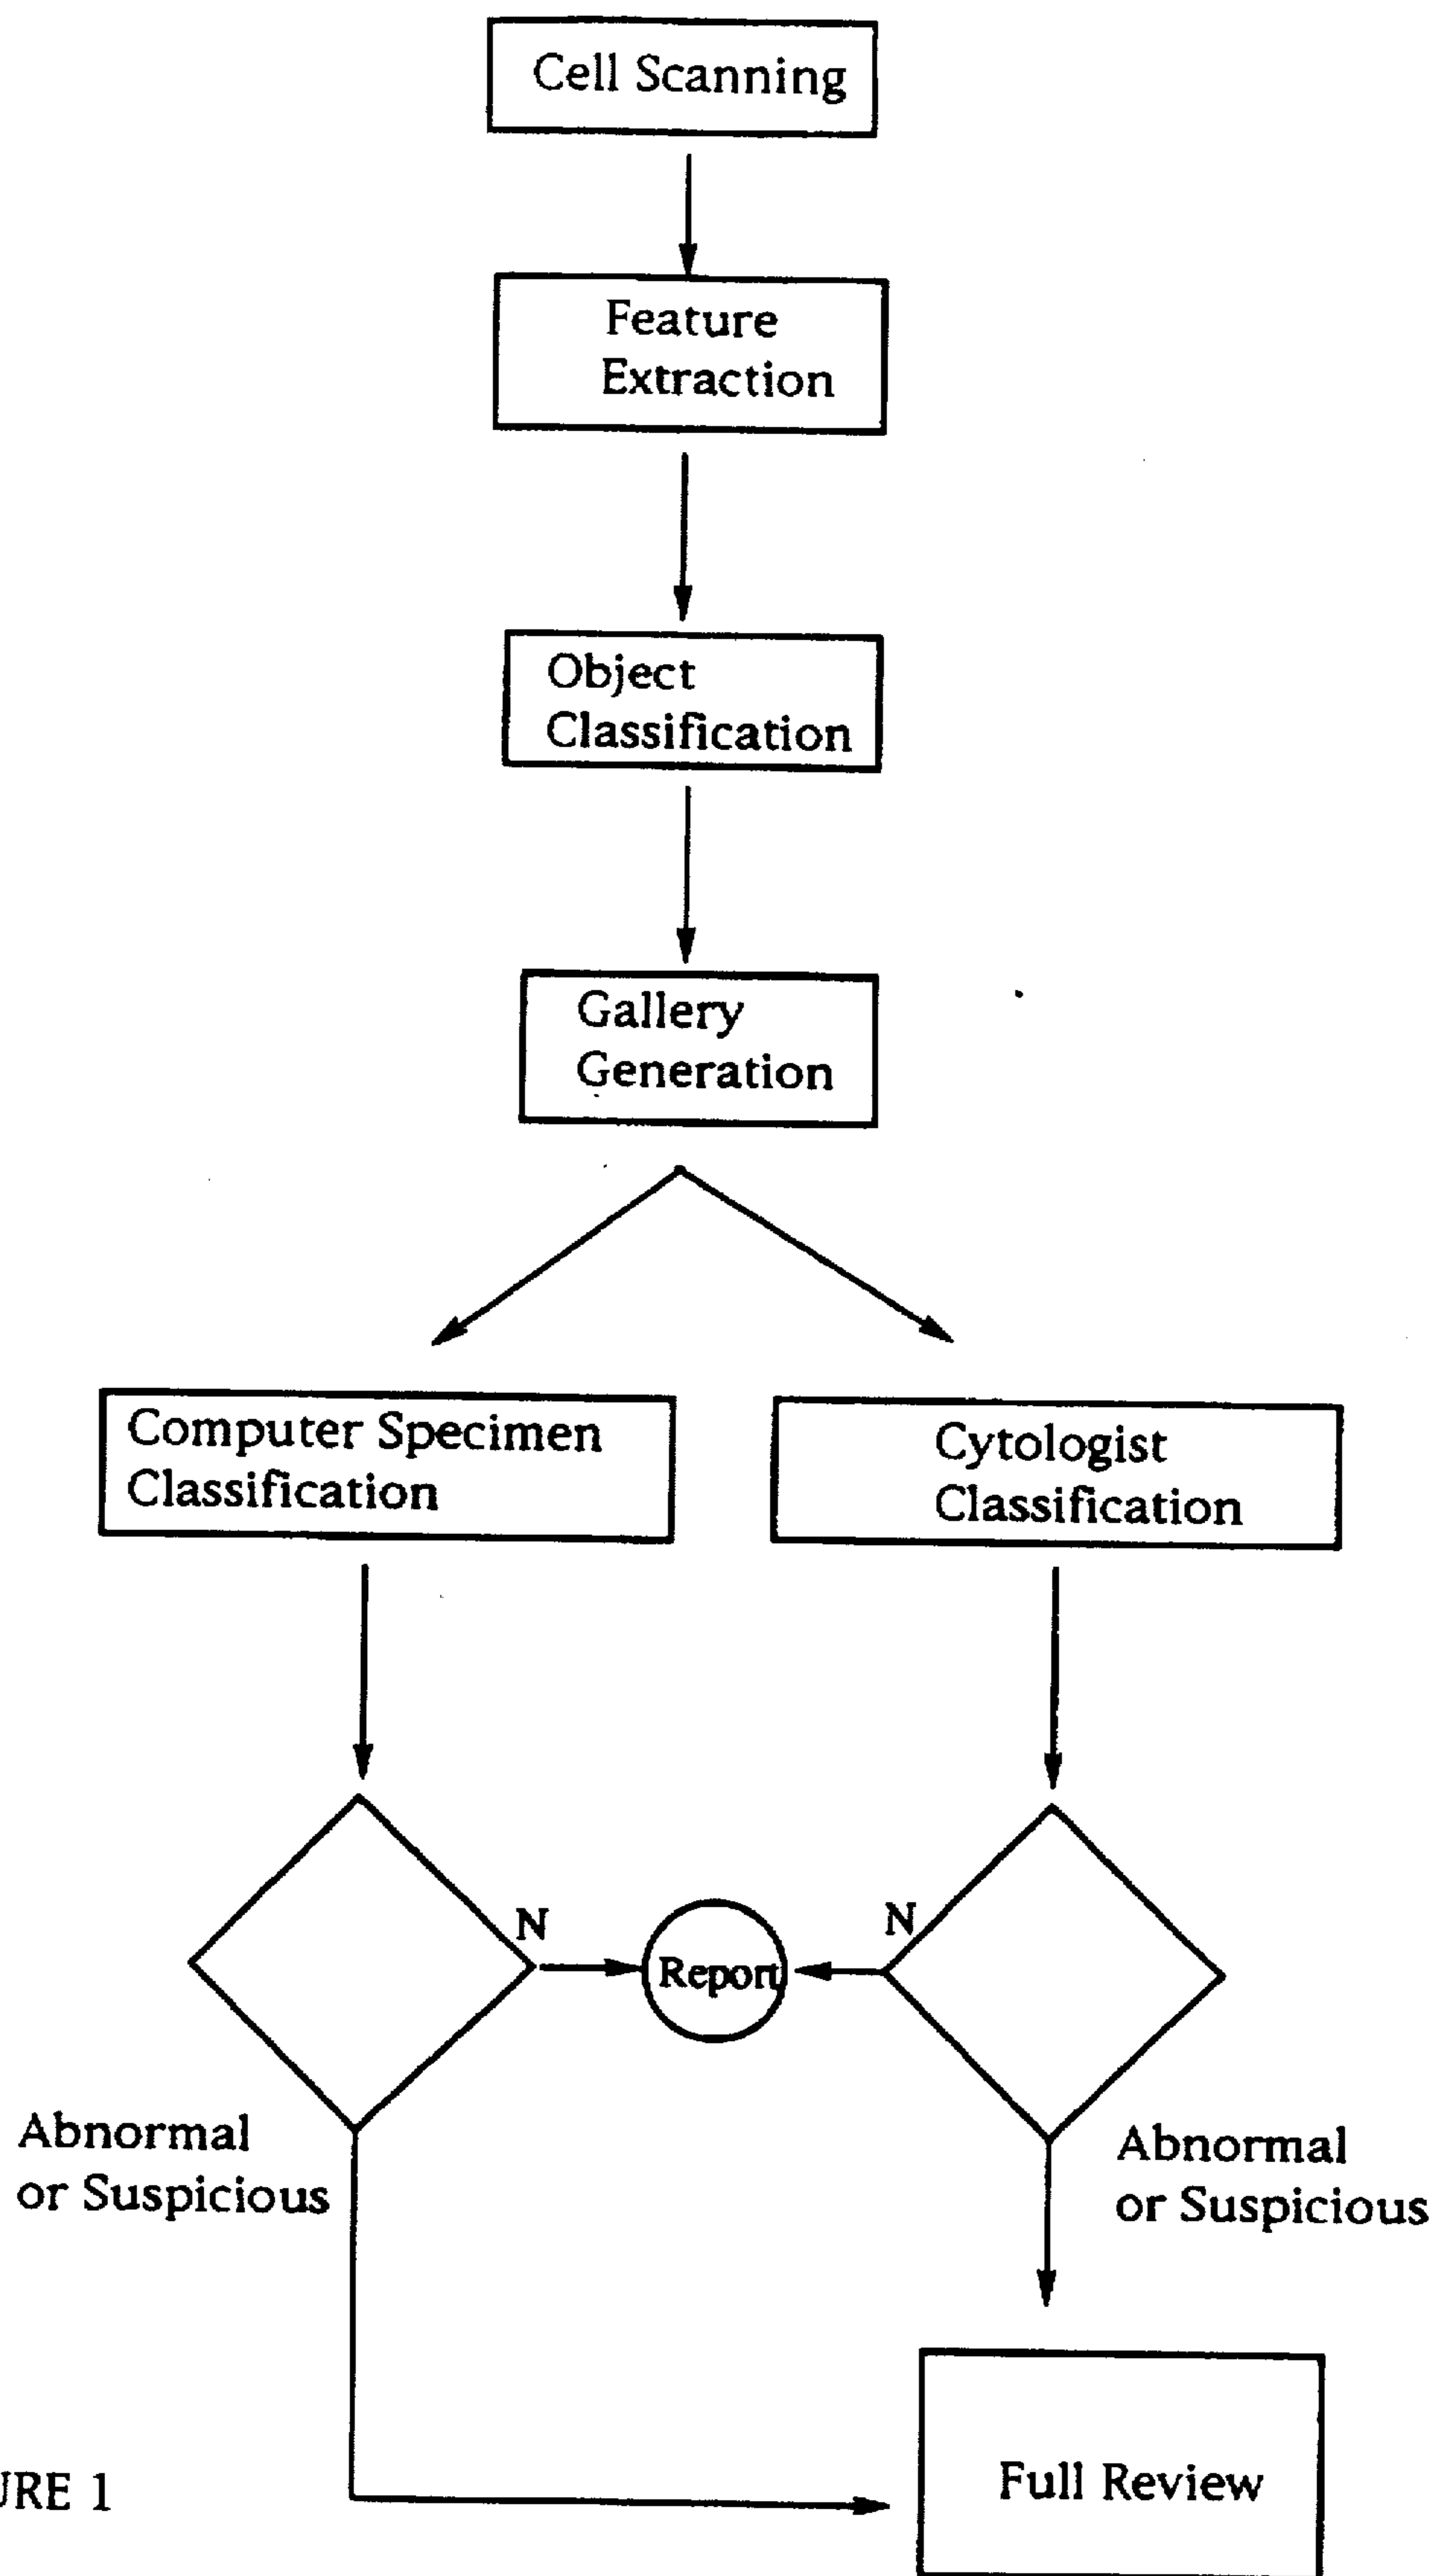 Cell Scanning
Feature
Extraction
Object
Classification
Gallery
Generation
Computer Specimen
Classification
Cytologist
Classification
N
Report
N
Abnormal
or Suspicious
Abnormal
or Suspicious
Full Review
URE 1